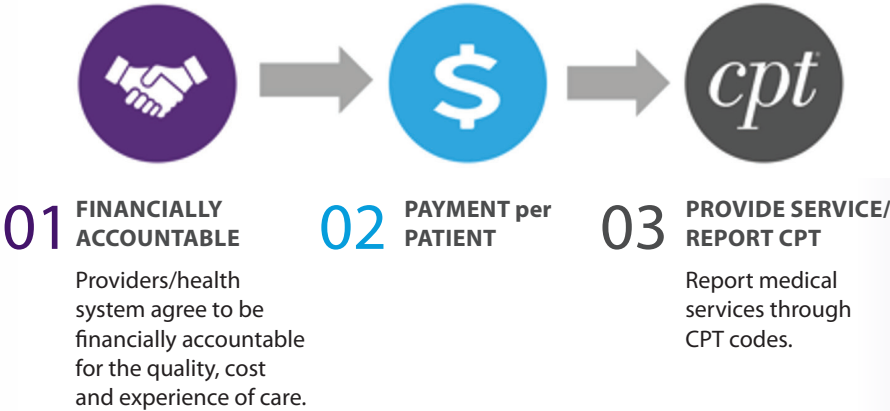 $
cpt
01
FINANCIALLY
ACCOUNTABLE
Providers/health
system agree to be
financially accountable
for the quality, cost
and experience of care.
02
PAYMENT per
PATIENT
03
PROVIDE SERVICE/
REPORT CPT
Report medical
services through
CPT codes.